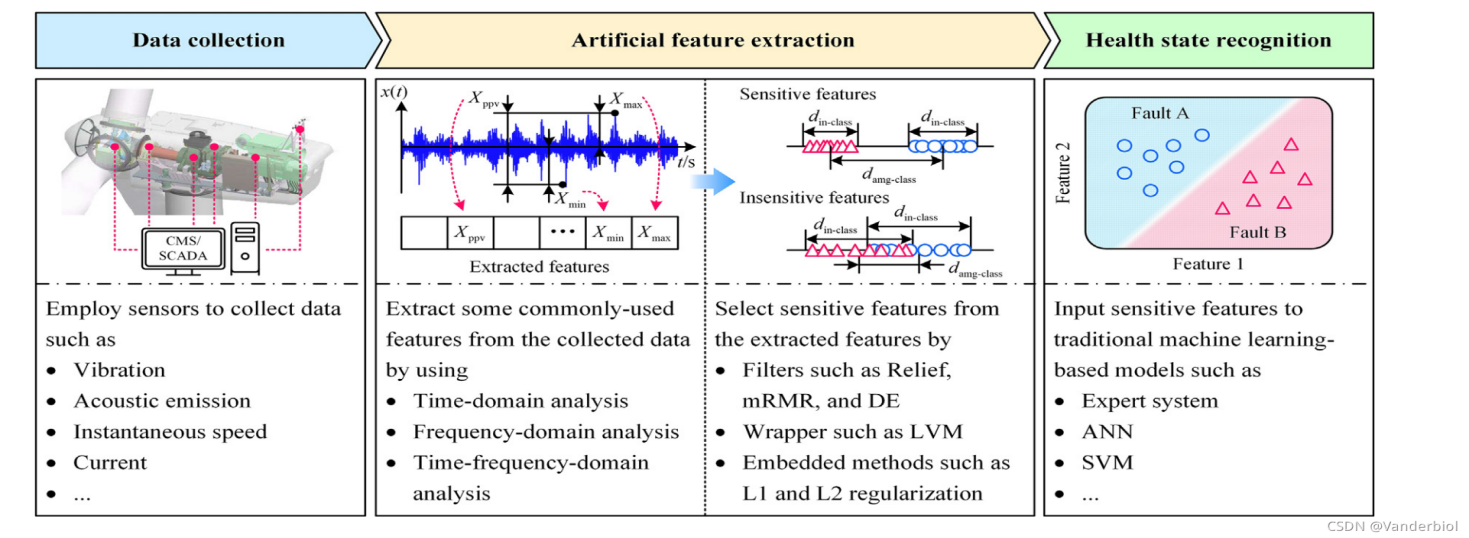 Data collection
Artificial feature extraction
Health state recognition
CMS/
SCADA
Employ sensors to collect data
such as
• Vibration
• Acoustic emission
• Instantaneous speed
• Current
• ...
x(t)
Xppv
Xmax
t/s
Xmin
Xppv ••• Xmin Xmax
Extracted features
Extract some commonly-used
features from the collected data
by using
• Time-domain analysis
• Frequency-domain analysis
• Time-frequency-domain
analysis
Sensitive features
din-class din-class
damg-class
Insensitive features
din-class
din-class
damg-class
Select sensitive features from
the extracted features by
• Filters such as Relief,
mRMR, and DE
• Wrapper such as LVM
• Embedded methods such as
L1 and L2 regularization
Feature 2
Fault A
Fault B
Feature 1
Input sensitive features to
traditional machine learning-
based models such as
• Expert system
• ANN
• SVM
• ...
CSDN @Vanderbiol